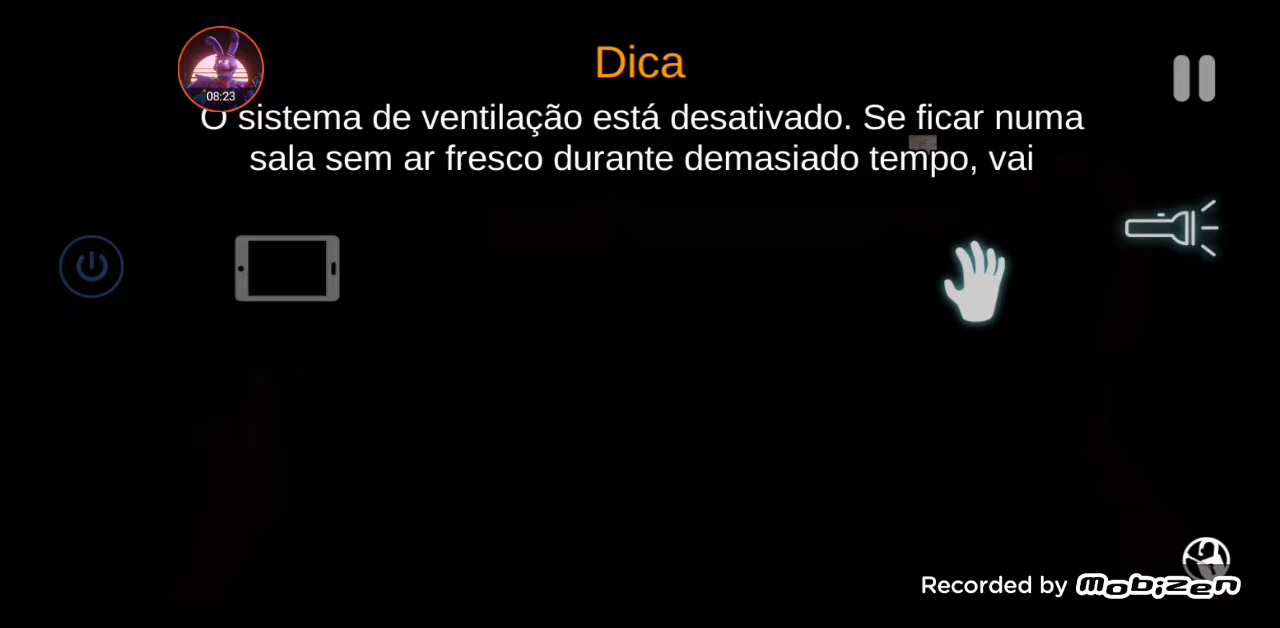 Dica
08:23
O sistema de ventilação está desativado. Se ficar numa
sala sem ar fresco durante demasiado tempo, vai
Recorded by Mobizen